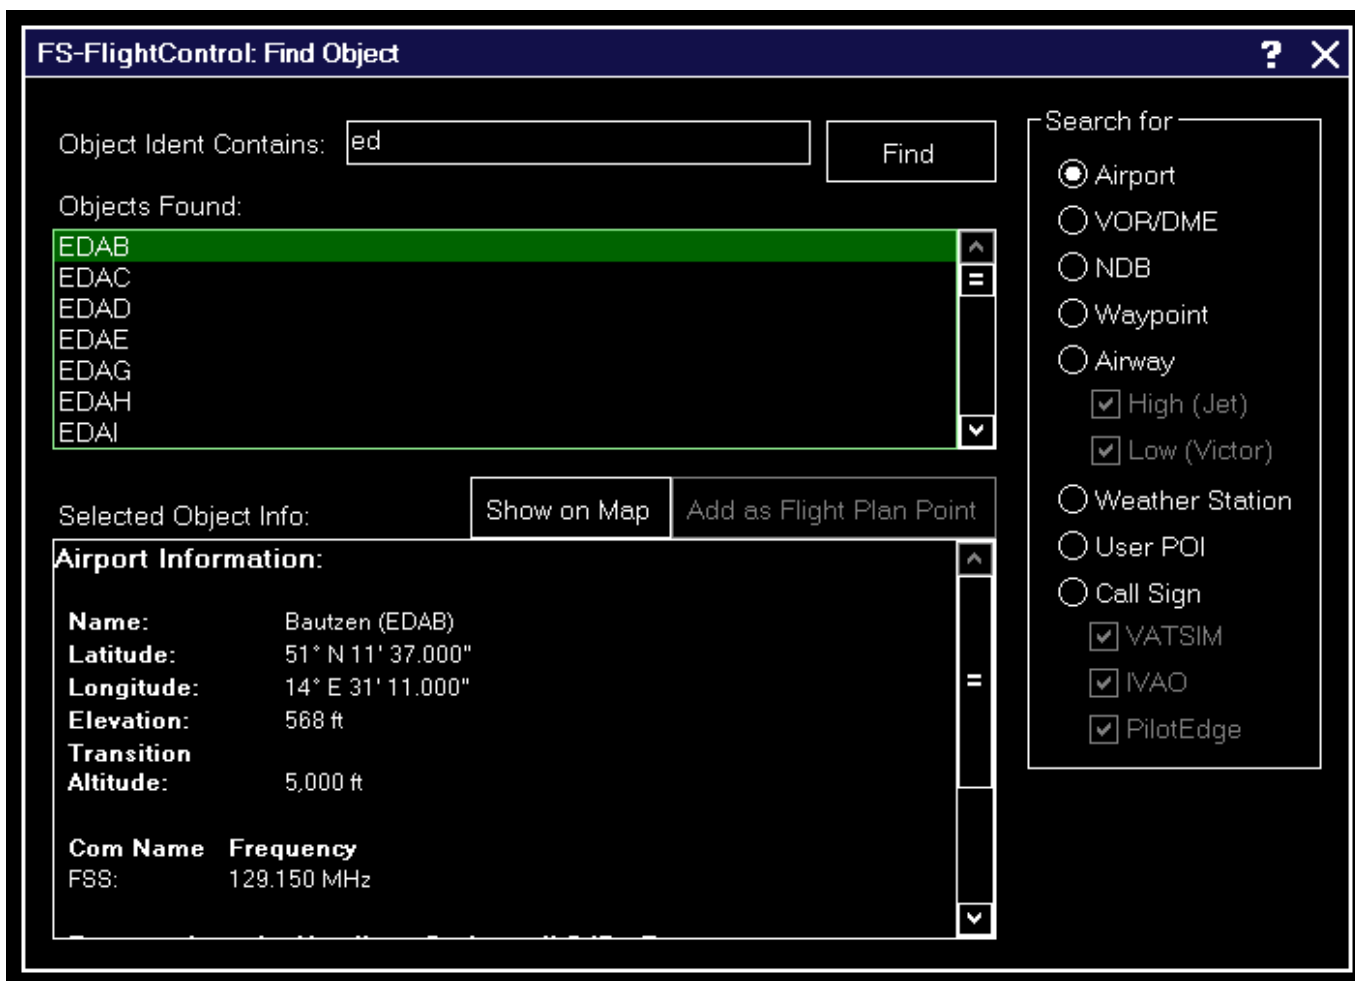 FS-FlightControl: Find Object
Object Ident Contains: ed
Find
Objects Found:
EDAB
EDAC
EDAD
EDAE
EDAG
EDAH
EDAI
Selected Object Info:
Show on Map
Add as Flight Plan Point
Airport Information:
Name: Bautzen (EDAB)
Latitude: 51° N 11' 37.000"
Longitude: 14° E 31' 11.000"
Elevation: 568 ft
Transition
Altitude: 5,000 ft
Com Name Frequency
FSS: 129.150 MHz
Search for
Airport
VOR/DME
NDB
Waypoint
Airway
High (Jet)
Low (Victor)
Weather Station
User POI
Call Sign
VATSIM
IVAO
PilotEdge